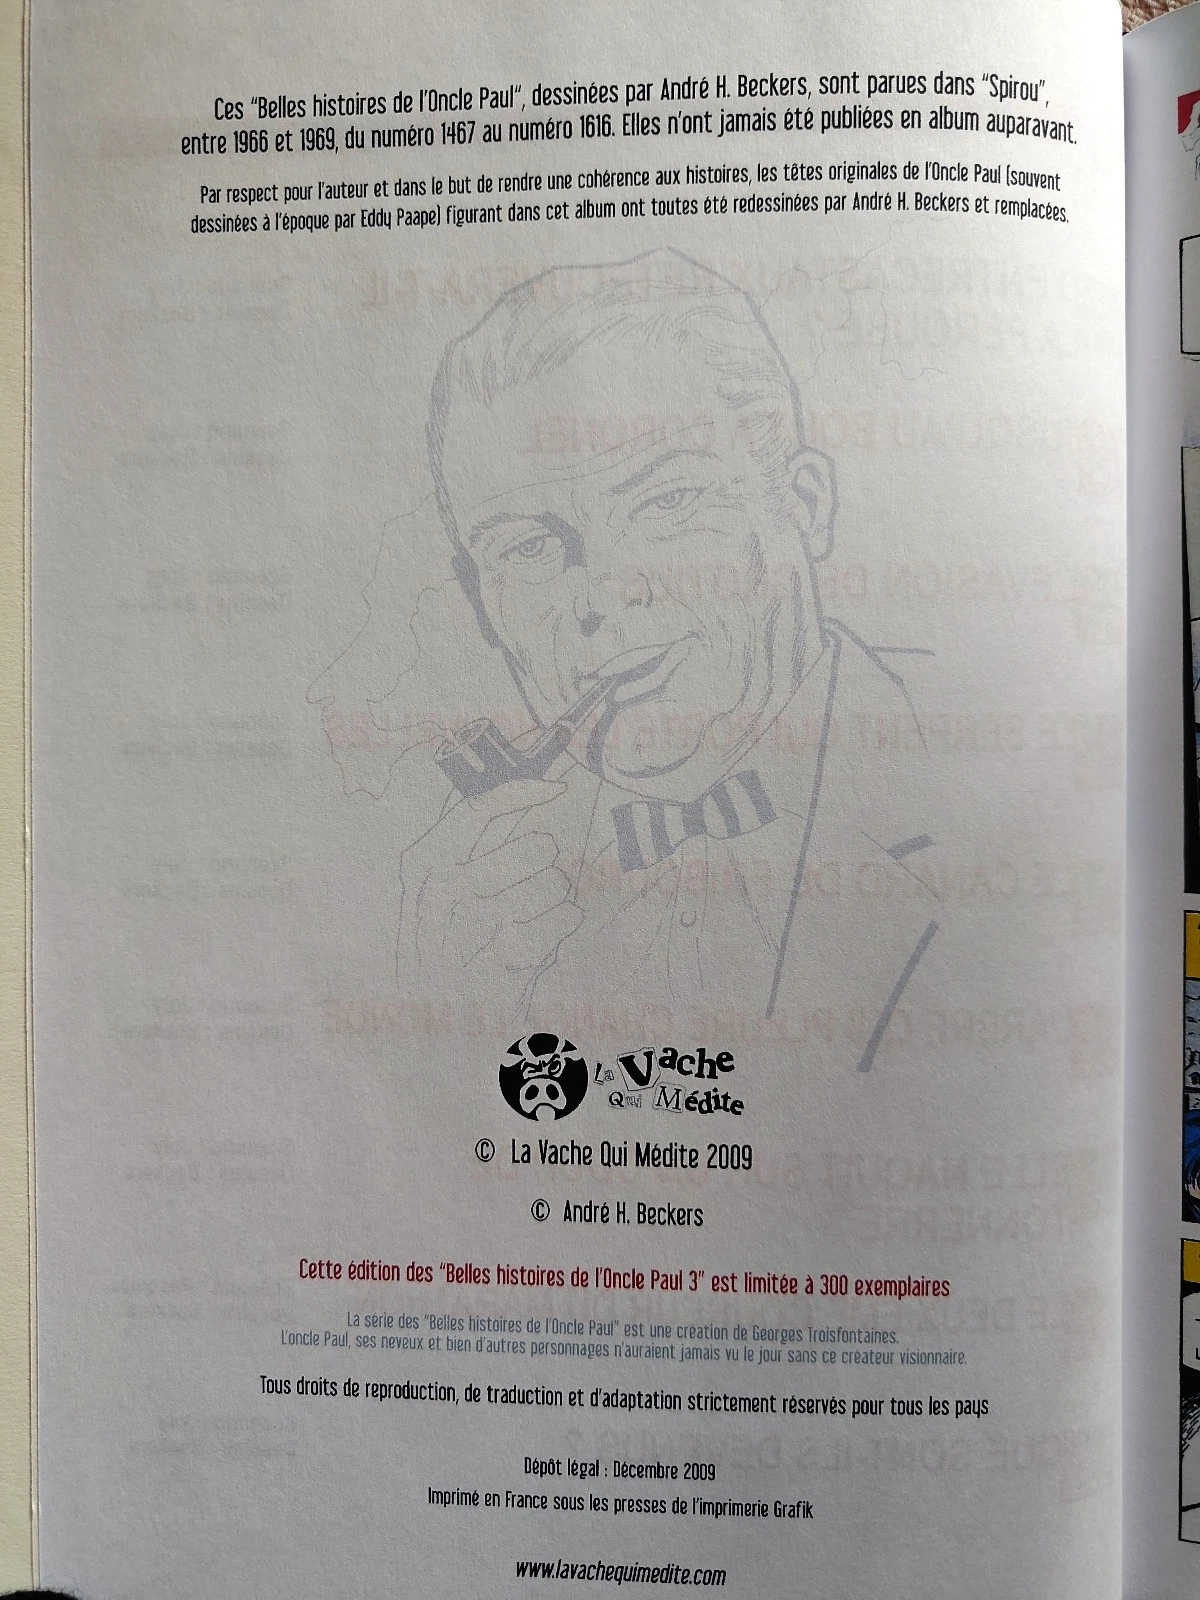 Ces "Belles histoires de l'Oncle Paul", dessinées par André H. Beckers, sont parues dans "Spirou",
entre 1966 et 1969, du numéro 1467 au numéro 1616. Elles n'ont jamais été publiées en album auparavant.
Par respect pour l'auteur et dans le but de rendre une cohérence aux histoires, les têtes originales de l'Oncle Paul (souvent
dessinées à l'époque par Eddy Paape) figurant dans cet album ont toutes été redessinées par André H. Beckers et remplacées.
La Vache
Qui Médite
© La Vache Qui Médite 2009
© André H. Beckers
Cette édition des "Belles histoires de l'Oncle Paul 3" est limitée à 300 exemplaires
La série des "Belles histoires de l'Oncle Paul" est une création de Georges Troisfontaines.
L'oncle Paul, ses neveux et bien d'autres personnages n'auraient jamais vu le jour sans ce créateur visionnaire.
Tous droits de reproduction, de traduction et d'adaptation strictement réservés pour tous les pays
Dépôt légal : Décembre 2009
Imprimé en France sous les presses de l'imprimerie Grafik
www.lavachequimedite.com